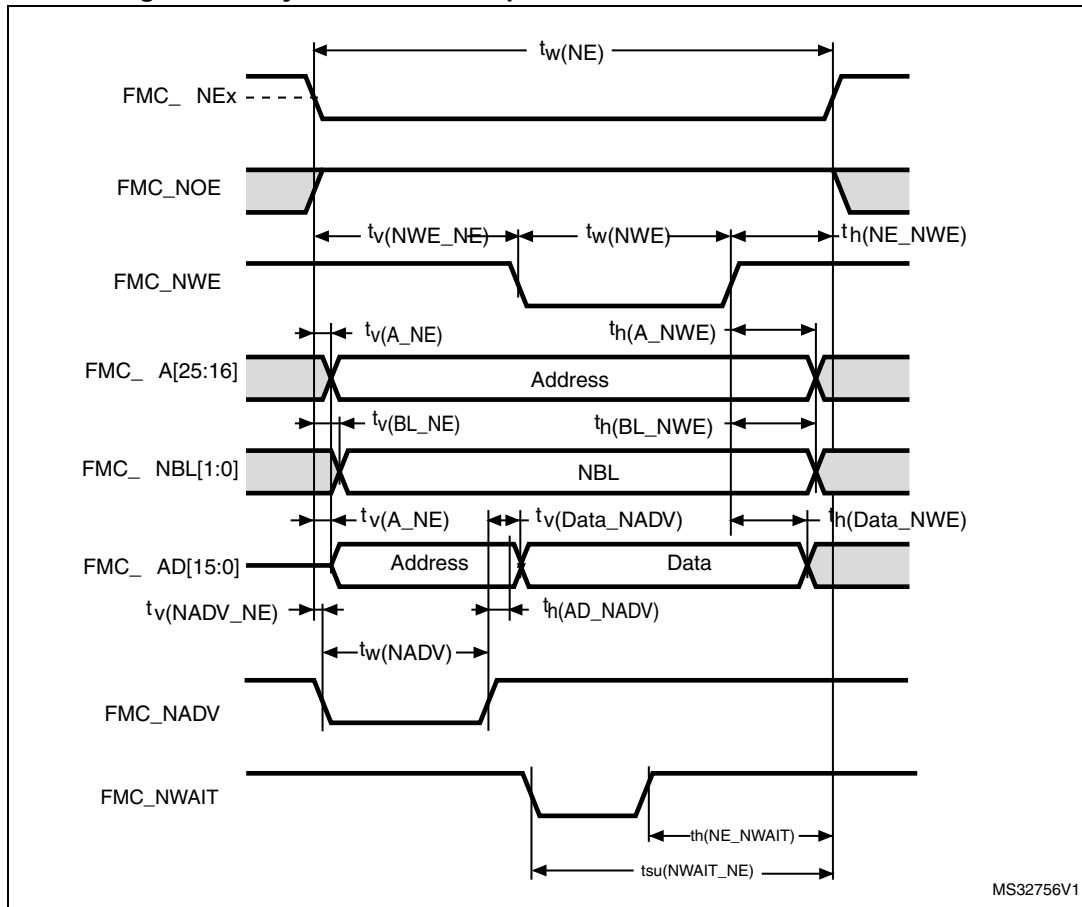 tw(NE)
FMC_ NEx
FMC_NOE
tv(NWE_NE) tw(NWE) th(NE_NWE)
FMC_NWE
tv(A_NE) th(A_NWE)
FMC_ A[25:16] Address
tv(BL_NE) th(BL_NWE)
FMC_ NBL[1:0] NBL
tv(A_NE) tv(Data_NADV) th(Data_NWE)
FMC_ AD[15:0] Address Data
tv(NADV_NE) th(AD_NADV)
tw(NADV)
FMC_NADV
FMC_NWAIT
th(NE_NWAIT)
tsu(NWAIT_NE)
MS32756V1